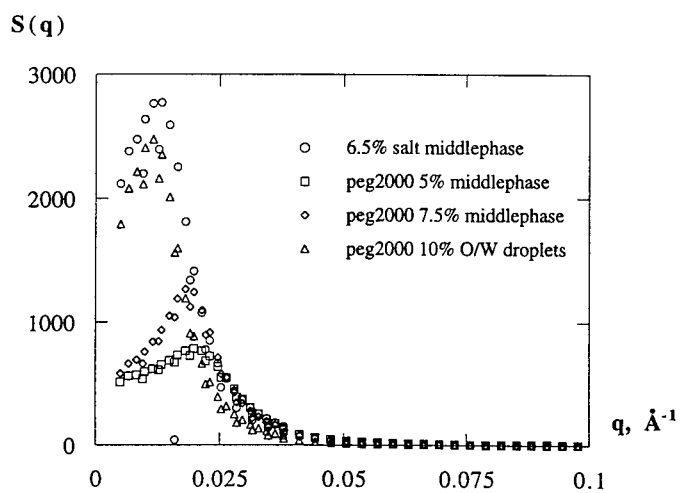 S(q)
3000
6.5% salt middlephase
peg2000 5% middlephase
2000
peg2000 7.5% middlephase
peg2000 10% O/W droplets
1000
0
q, Å-1
0 0.025 0.05 0.075 0.1